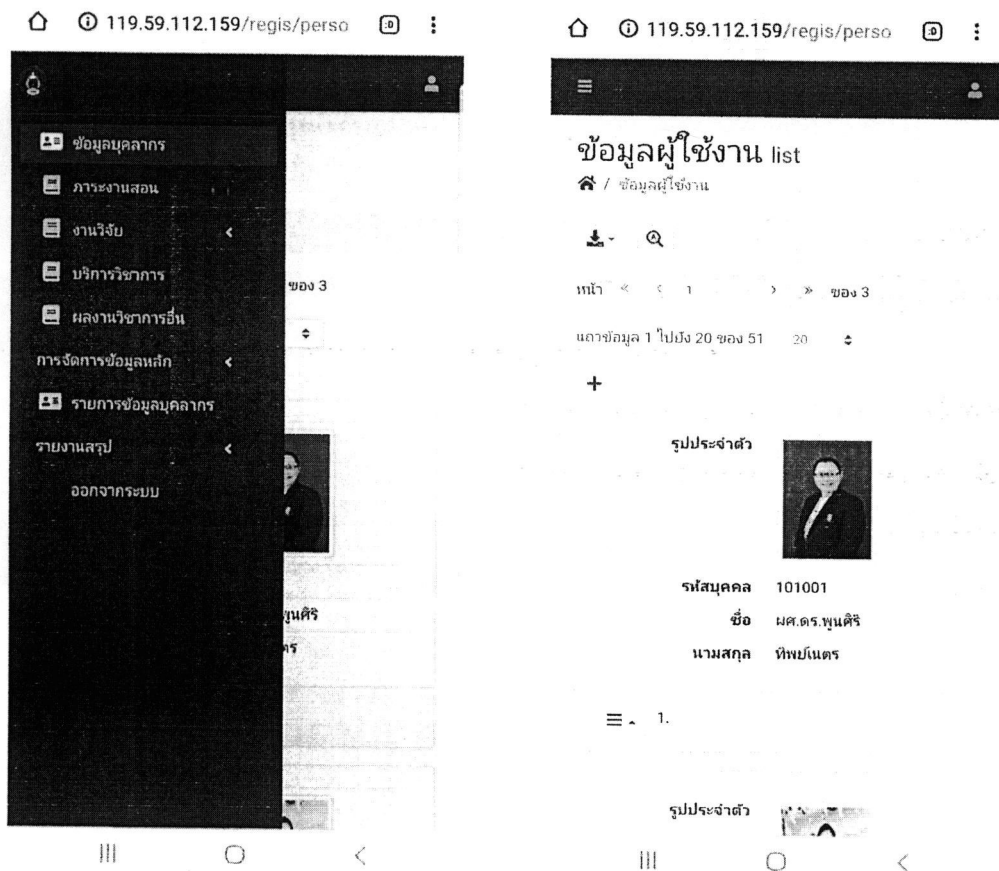 119.59.112.159/regis/perso
:D
ข้อมูลบุคลากร
ภาระงานสอน
งานวิจัย
บริการวิชาการ
ผลงานวิชาการอื่น
การจัดการข้อมูลหลัก
รายการข้อมูลบุคลากร
รายงานสรุป
ออกจากระบบ
ของ 3
พูนศิริ
119.59.112.159/regis/perso
:D
ข้อมูลผู้ใช้งาน list
/ ข้อมูลผู้ใช้งาน
หน้า « ‹ 1 › » ของ 3
แถวข้อมูล 1 ไปยัง 20 ของ 51 20
+
รูปประจำตัว
รหัสบุคคล 101001
ชื่อ ผศ.ดร.พูนศิริ
นามสกุล ทิพย์เนตร
1.
รูปประจำตัว